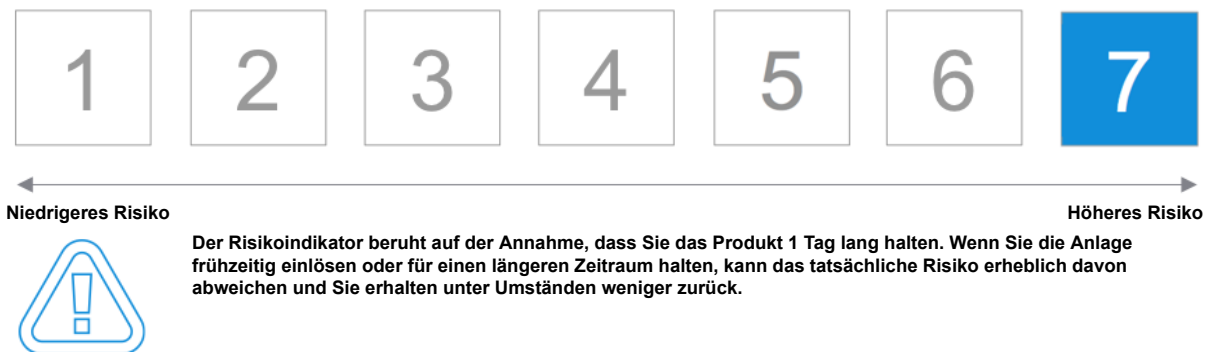 1 2 3 4 5 6 7
Niedrigeres Risiko Höheres Risiko
Der Risikoindikator beruht auf der Annahme, dass Sie das Produkt 1 Tag lang halten. Wenn Sie die Anlage
frühzeitig einlösen oder für einen längeren Zeitraum halten, kann das tatsächliche Risiko erheblich davon
abweichen und Sie erhalten unter Umständen weniger zurück.